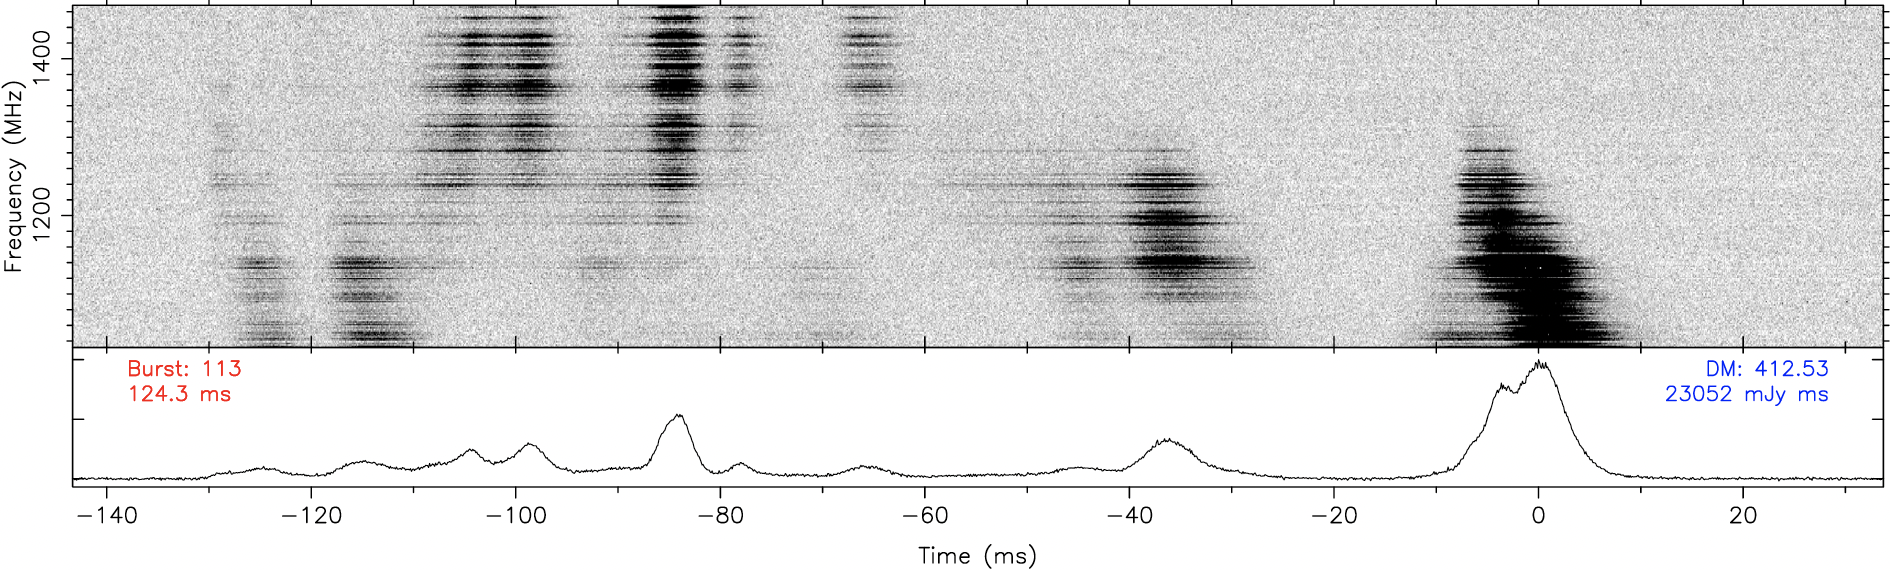 Frequency (MHz)
1400
1200
Burst: 113
124.3 ms
DM: 412.53
23052 mJy ms
−140 −120 −100 −80 −60 −40 −20 0 20
Time (ms)